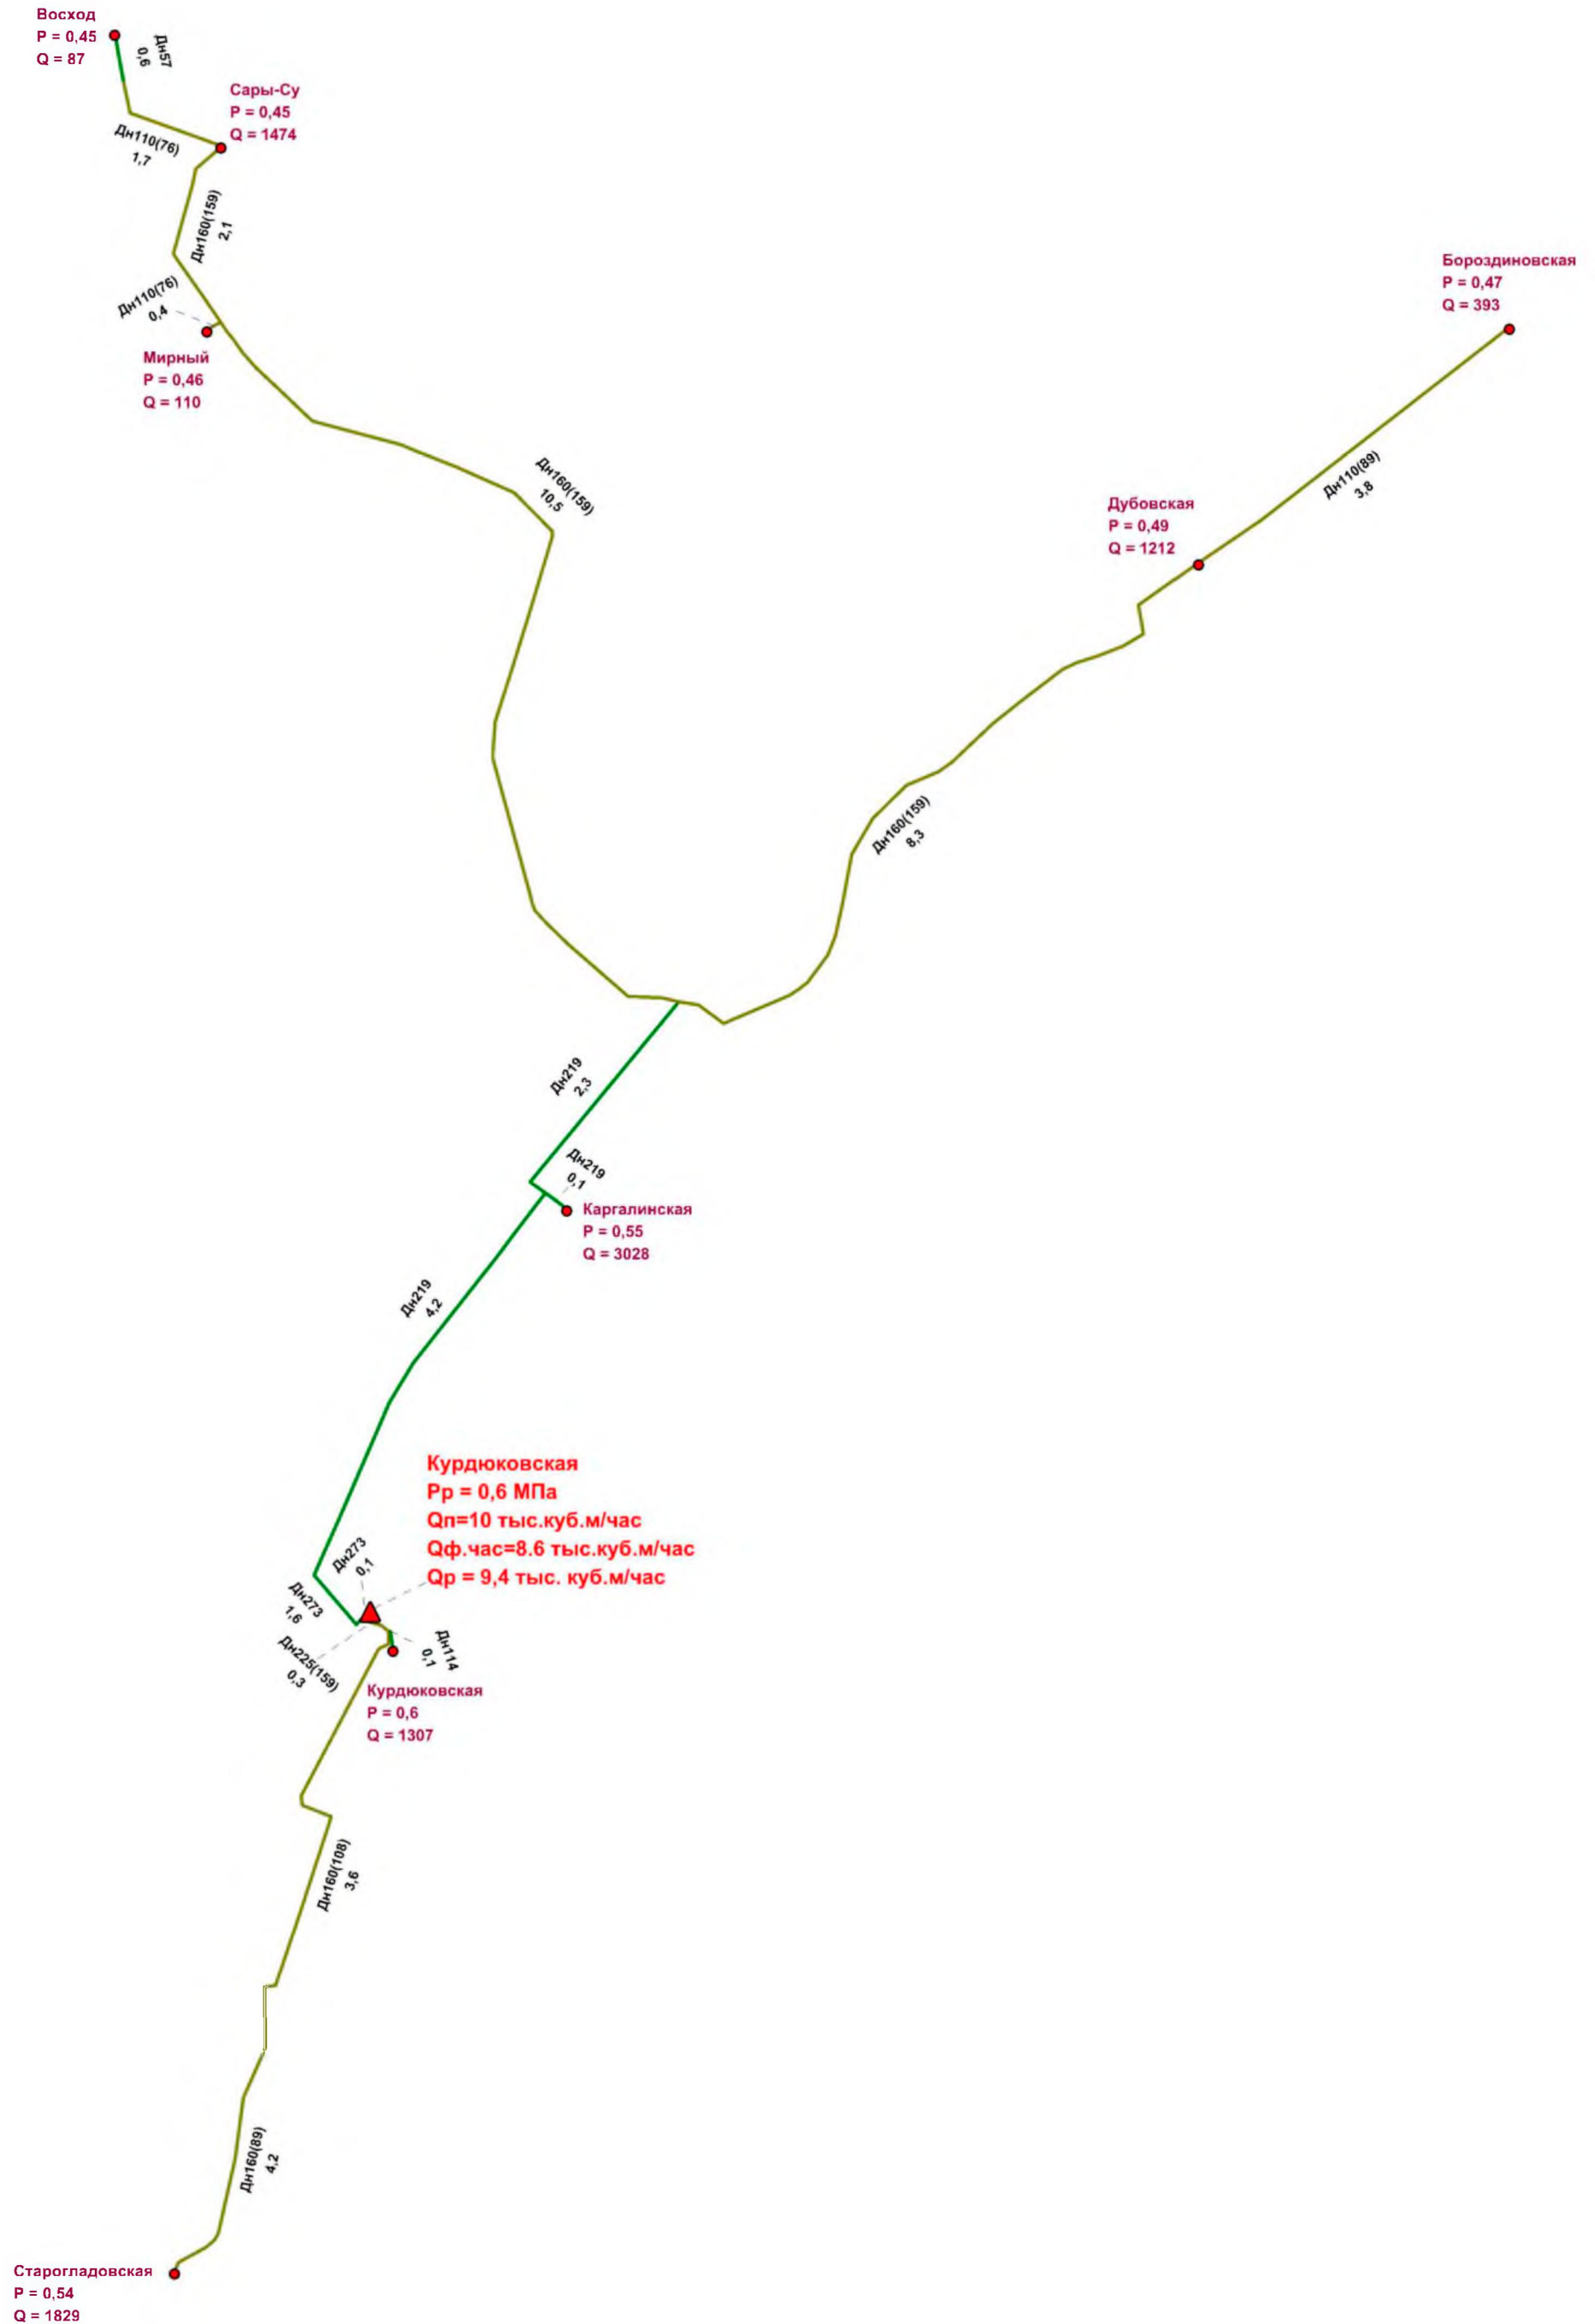 Восход
P = 0,45
Q = 87
Дн57
0,6
Сары-Су
P = 0,45
Q = 1474
Дн110(76)
1,7
Дн160(159)
2,1
Дн110(76)
0,4
Мирный
P = 0,46
Q = 110
Бороздиновская
P = 0,47
Q = 393
Дн110(89)
3,8
Дн160(159)
10,5
Дубовская
P = 0,49
Q = 1212
Дн160(159)
8,3
Дн219
2,3
Дн219
0,1
Каргалинская
P = 0,55
Q = 3028
Дн219
4,2
Курдюковская
Pр = 0,6 МПа
Qп=10 тыс.куб.м/час
Qф.час=8.6 тыс.куб.м/час
Qр = 9,4 тыс. куб.м/час
Дн273
0,1
Дн273
1,6
Дн225(159)
0,3
Дн114
0,1
Курдюковская
P = 0,6
Q = 1307
Дн160(108)
3,6
Дн160(89)
4,2
Старогладовская
P = 0,54
Q = 1829